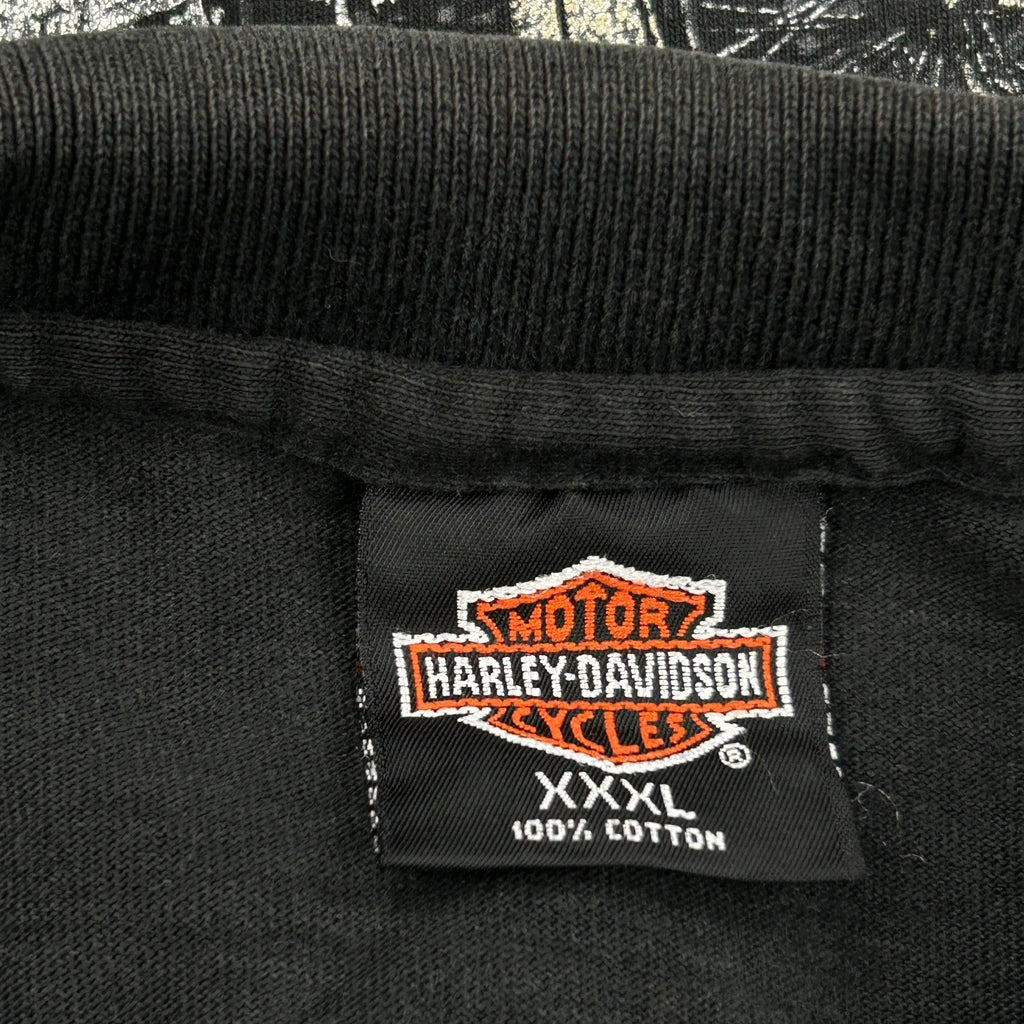 MOTOR
HARLEY-DAVIDSON
CYCLES
®
XXXL
100% COTTON